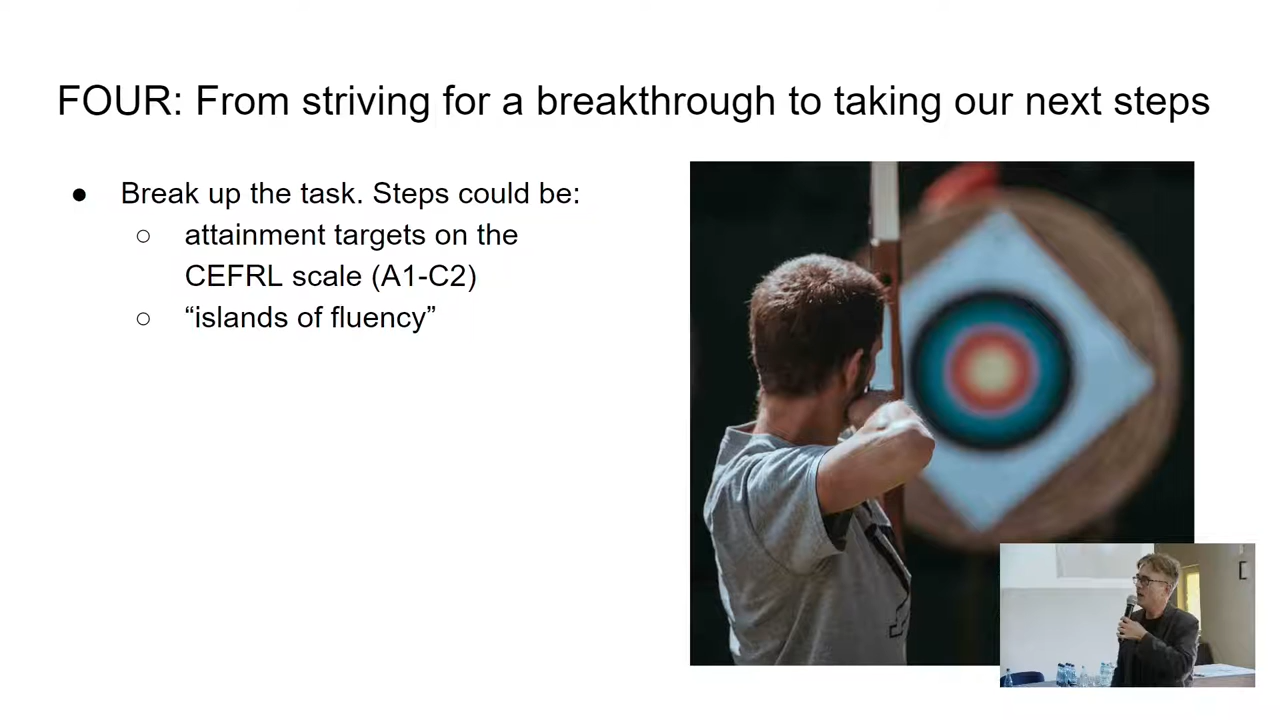 FOUR: From striving for a breakthrough to taking our next steps
● Break up the task. Steps could be:
○ attainment targets on the
CEFRL scale (A1-C2)
○ “islands of fluency”